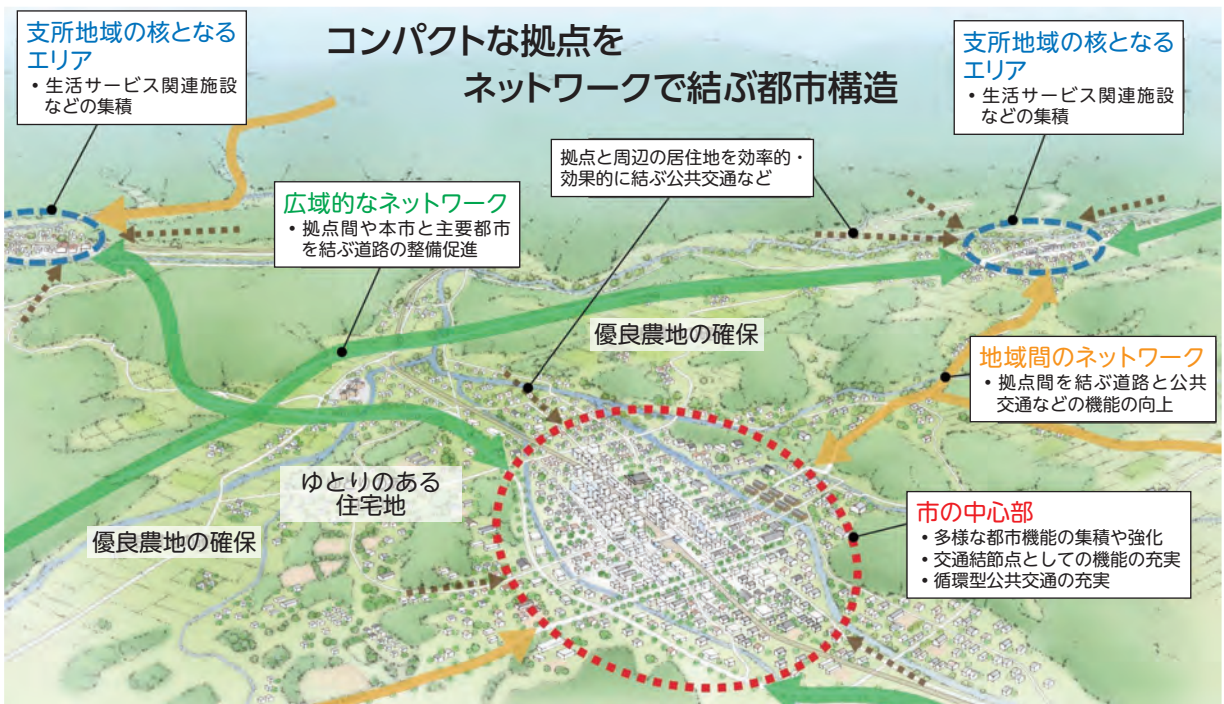 コンパクトな拠点を
ネットワークで結ぶ都市構造
支所地域の核となる
エリア
・生活サービス関連施設
などの集積
支所地域の核となる
エリア
・生活サービス関連施設
などの集積
拠点と周辺の居住地を効率的・
効果的に結ぶ公共交通など
広域的なネットワーク
・拠点間や本市と主要都市
を結ぶ道路の整備促進
優良農地の確保
地域間のネットワーク
・拠点間を結ぶ道路と公共
交通などの機能の向上
ゆとりのある
住宅地
優良農地の確保
市の中心部
・多様な都市機能の集積や強化
・交通結節点としての機能の充実
・循環型公共交通の充実